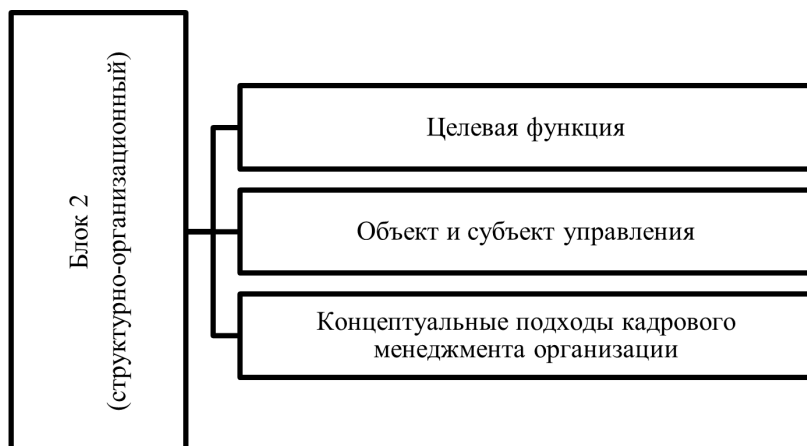 Блок 2
(структурно-организационный)
Целевая функция
Объект и субъект управления
Концептуальные подходы кадрового
менеджмента организации